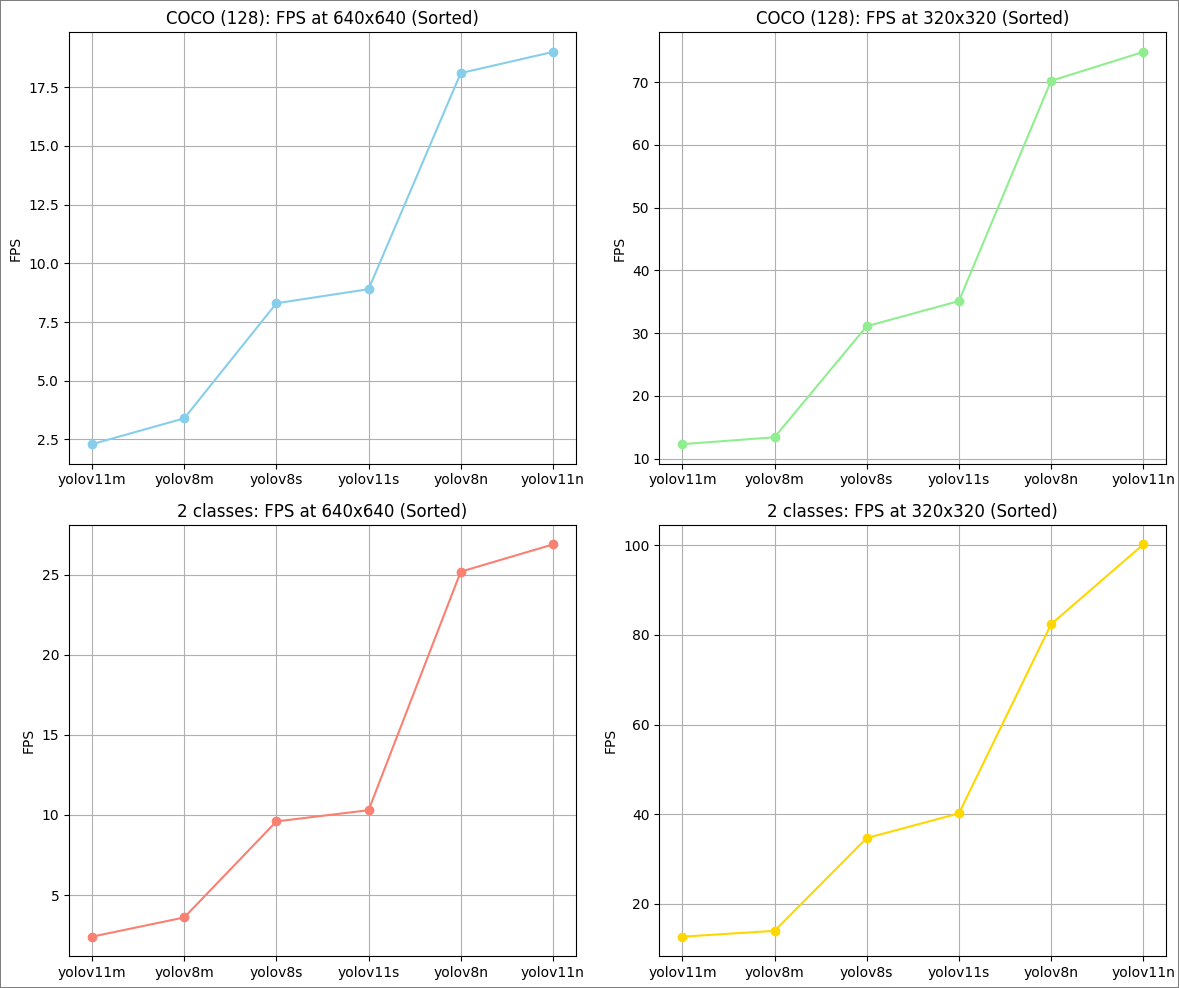 COCO (128): FPS at 640x640 (Sorted)
FPS
17.5
15.0
12.5
10.0
7.5
5.0
2.5
yolov11m yolov8m yolov8s yolov11s yolov8n yolov11n
COCO (128): FPS at 320x320 (Sorted)
FPS
70
60
50
40
30
20
10
yolov11m yolov8m yolov8s yolov11s yolov8n yolov11n
2 classes: FPS at 640x640 (Sorted)
FPS
25
20
15
10
5
yolov11m yolov8m yolov8s yolov11s yolov8n yolov11n
2 classes: FPS at 320x320 (Sorted)
FPS
100
80
60
40
20
yolov11m yolov8m yolov8s yolov11s yolov8n yolov11n